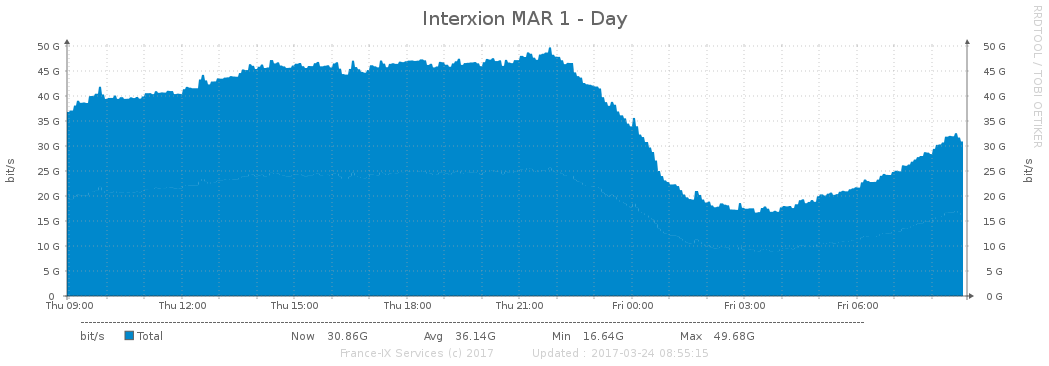 Interxion MAR 1 - Day
RRDTOOL / TOBI OETIKER
bit/s
50 G 50 G
45 G 45 G
40 G 40 G
35 G 35 G
30 G 30 G
25 G 25 G
20 G 20 G
15 G 15 G
10 G 10 G
5 G 5 G
0 0 G
bit/s
Thu 09:00 Thu 12:00 Thu 15:00 Thu 18:00 Thu 21:00 Fri 00:00 Fri 03:00 Fri 06:00
bit/s Total Now 30.86G Avg 36.14G Min 16.64G Max 49.68G
France-IX Services (c) 2017 Updated : 2017-03-24 08:55:15